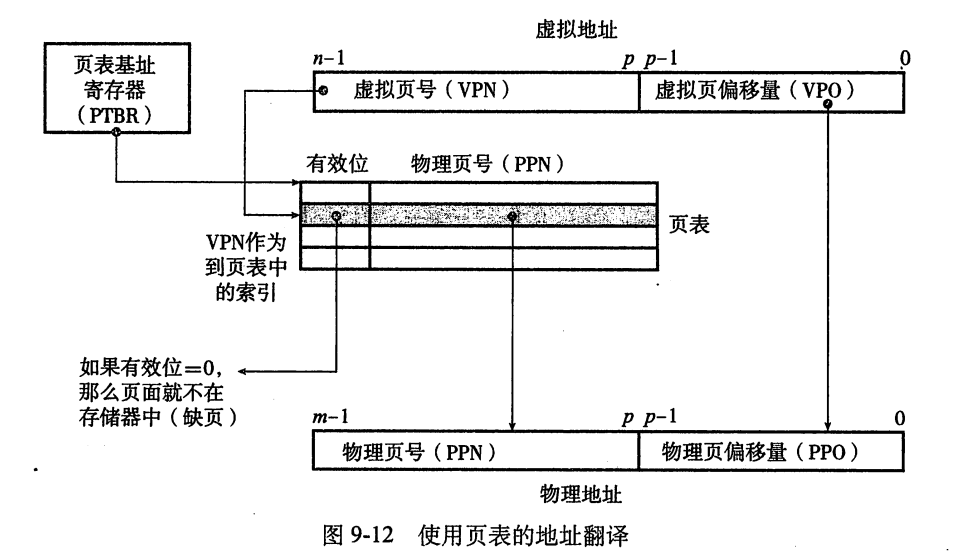 虚拟地址
页表基址
寄存器
（PTBR）
n-1 p p-1 0
虚拟页号（VPN） 虚拟页偏移量（VPO）
有效位 物理页号（PPN）
页表
VPN作为
到页表中
的索引
如果有效位=0，
那么页面就不在
存储器中（缺页）
m-1 p p-1 0
物理页号（PPN） 物理页偏移量（PPO）
物理地址
图 9-12 使用页表的地址翻译